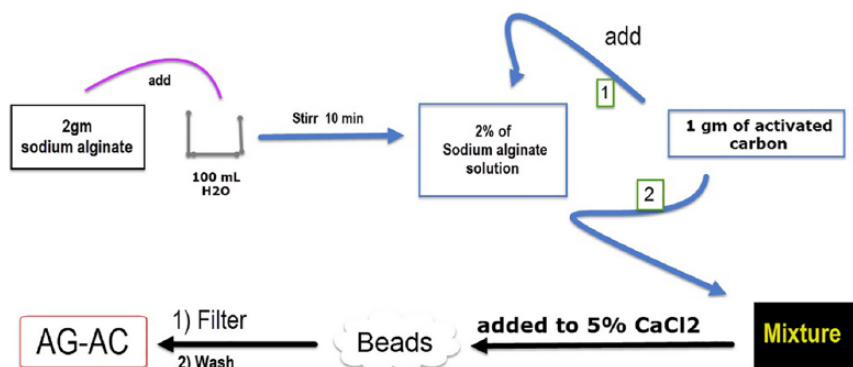 add
2gm
sodium alginate
100 mL
H2O
Stirr 10 min
2% of
Sodium alginate
solution
add
1
1 gm of activated
carbon
2
Mixture
added to 5% CaCl2
Beads
1) Filter
2) Wash
AG-AC